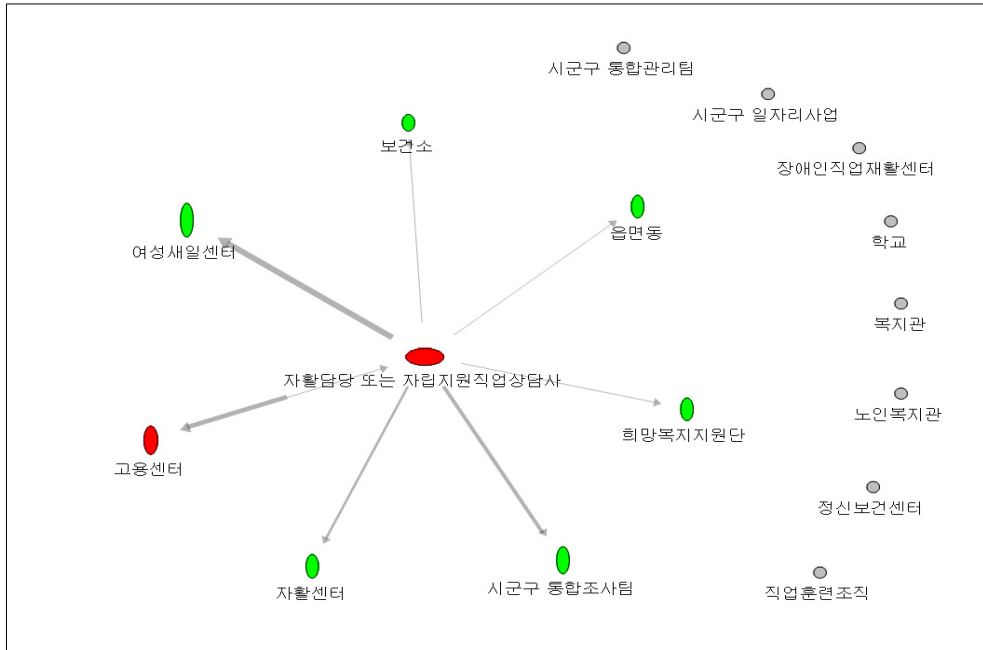 시군구 통합관리팀
시군구 일자리사업
보건소
장애인직업재활센터
읍면동
학교
여성새일센터
복지관
자활담당 또는 자립지원직업상담사
노인복지관
희망복지지원단
고용센터
정신보건센터
시군구 통합조사팀
자활센터
직업훈련조직